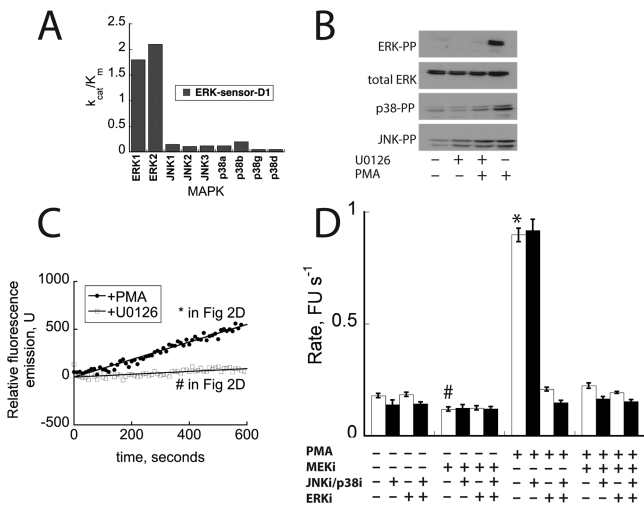 A
k_cat/K_m
2.5
2
1.5
1
0.5
0
ERK-sensor-D1
ERK1
ERK2
JNK1
JNK2
JNK3
p38a
p38b
p38g
p38d
MAPK
B
ERK-PP
total ERK
p38-PP
JNK-PP
U0126 − + + −
PMA − − + +
C
Relative fluorescence
emission, U
1000
500
0
-500
+PMA
+U0126
* in Fig 2D
# in Fig 2D
0 200 400 600
time, seconds
D
Rate, FU s⁻¹
1
0.5
0
#
*
PMA − − − − − − − − + + + + + + + +
MEKi − − − − + + + + − − − − + + + +
JNKi/p38i − + − + − + − + − + − + − + − +
ERKi − − + + − − + + − − + + − − + +